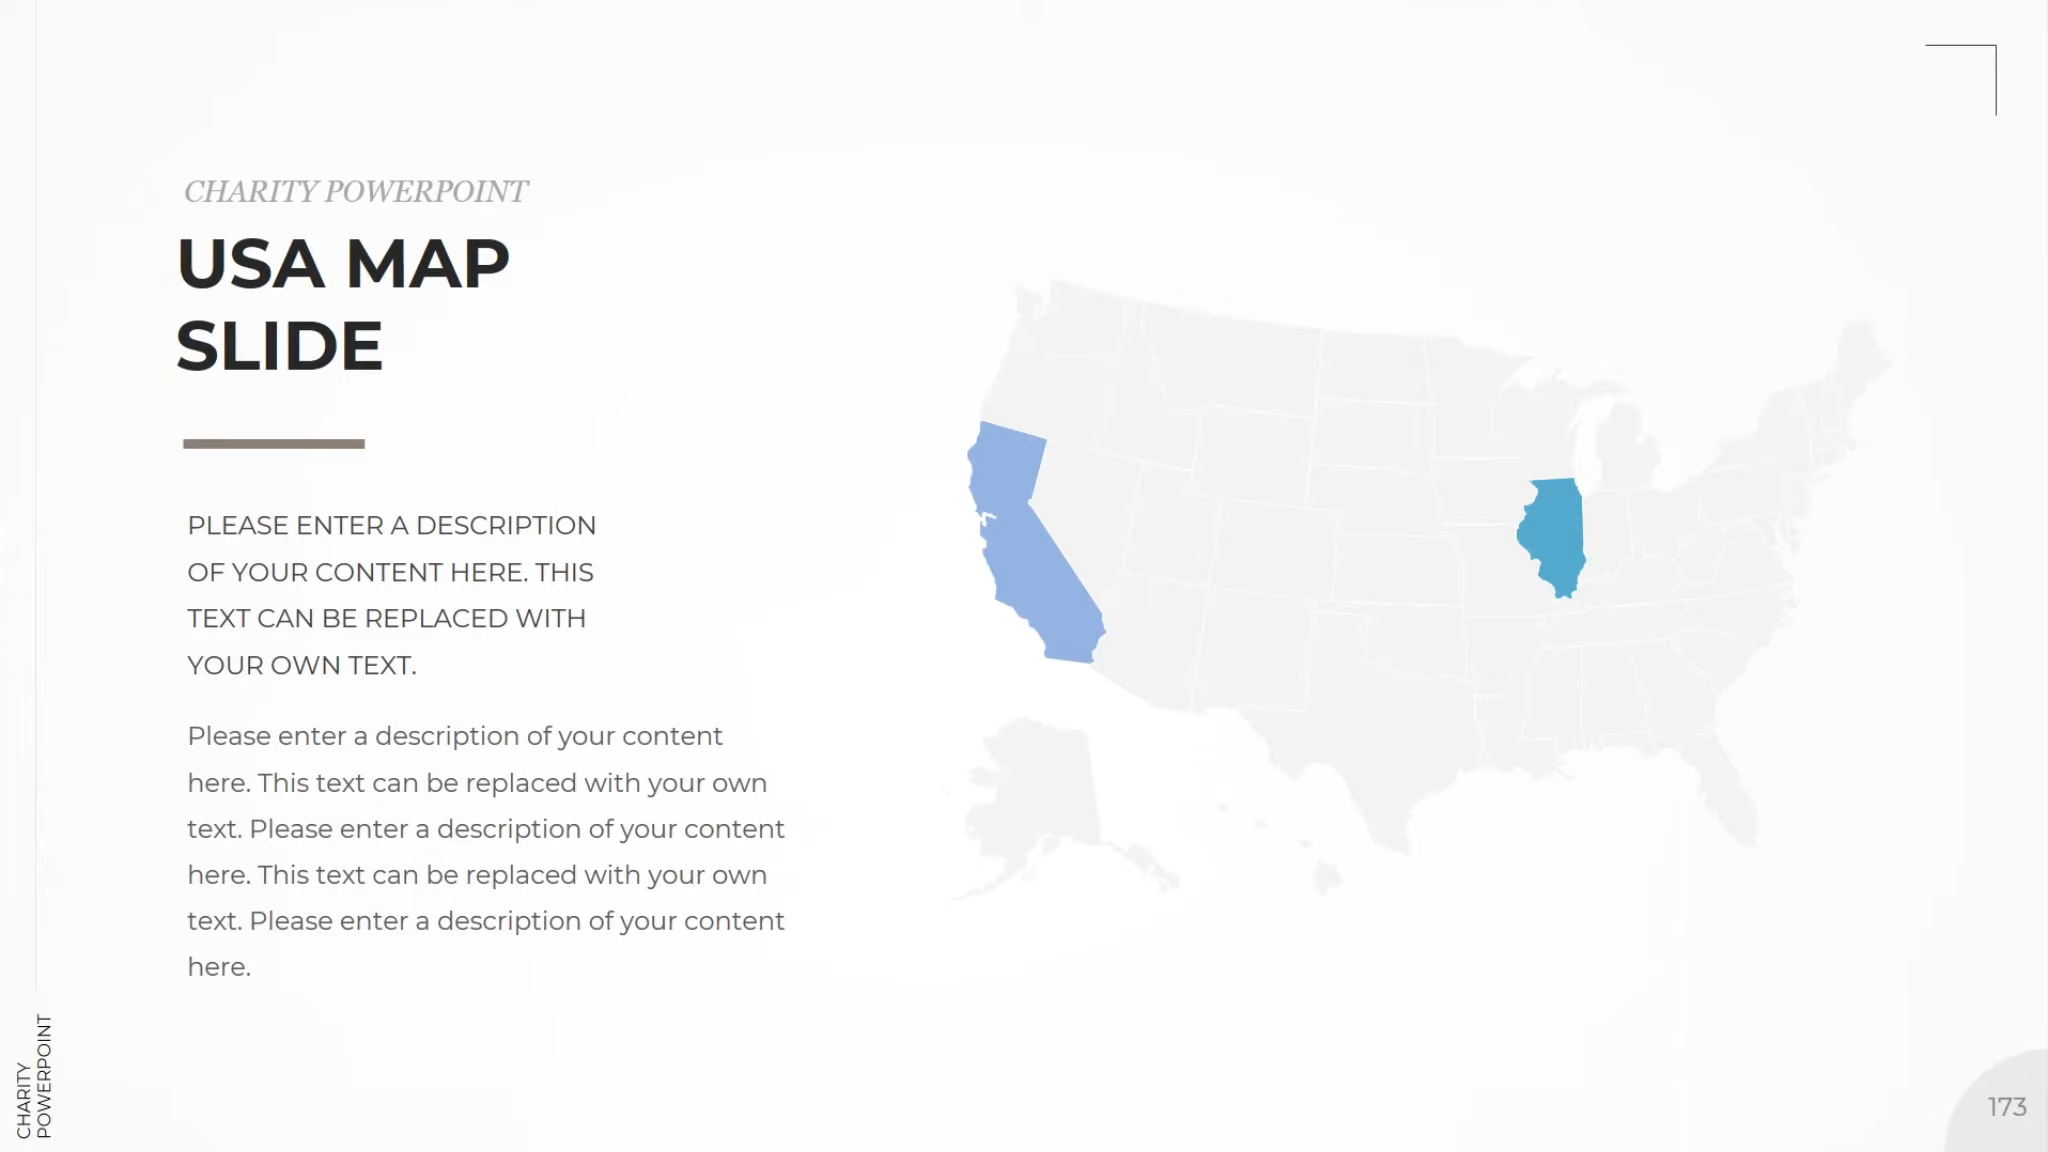 CHARITY POWERPOINT
USA MAP
SLIDE
PLEASE ENTER A DESCRIPTION
OF YOUR CONTENT HERE. THIS
TEXT CAN BE REPLACED WITH
YOUR OWN TEXT.
Please enter a description of your content
here. This text can be replaced with your own
text. Please enter a description of your content
here. This text can be replaced with your own
text. Please enter a description of your content
here.
CHARITY
POWERPOINT
173